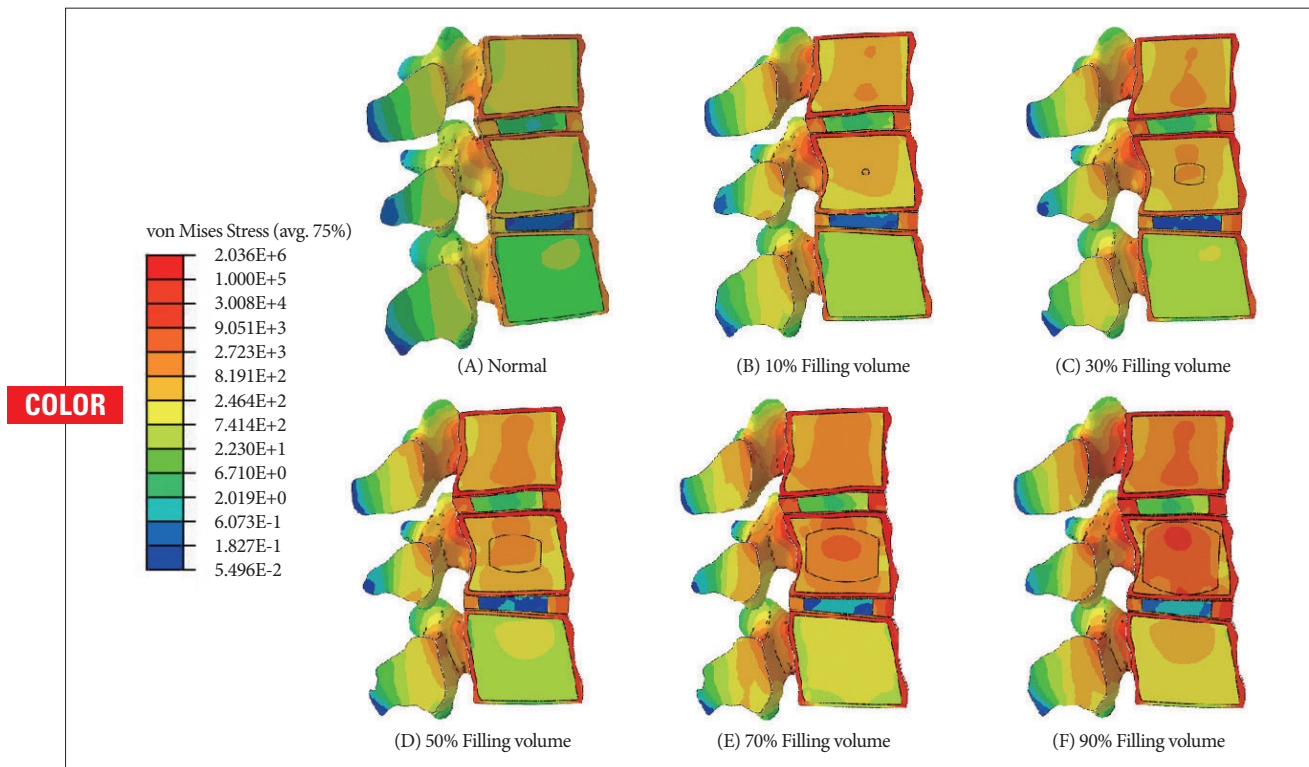 von Mises Stress (avg. 75%)
2.036E+6
1.000E+5
3.008E+4
9.051E+3
2.723E+3
8.191E+2
2.464E+2
7.414E+2
2.230E+1
6.710E+0
2.019E+0
6.073E-1
1.827E-1
5.496E-2
(A) Normal
(B) 10% Filling volume
(C) 30% Filling volume
COLOR
(D) 50% Filling volume
(E) 70% Filling volume
(F) 90% Filling volume